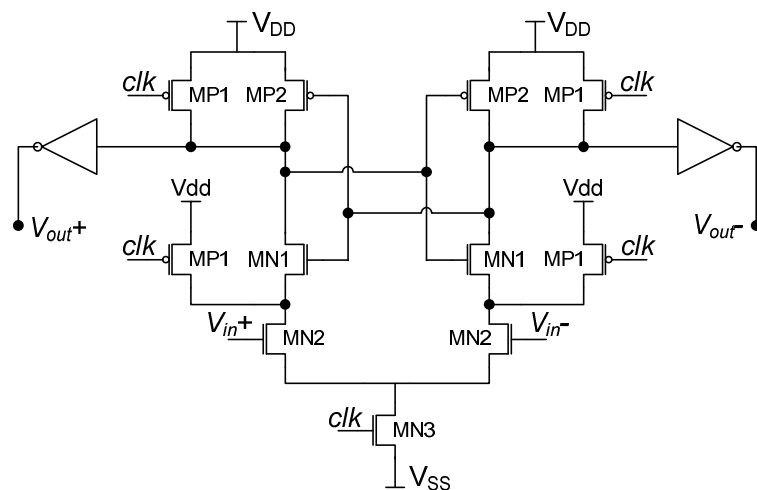 VDD VDD
clk MP1 MP2 MP2 MP1 clk
Vdd Vdd
Vout+ Vout-
clk MP1 MN1 MN1 MP1 clk
Vin+ MN2 MN2 Vin-
clk MN3
VSS